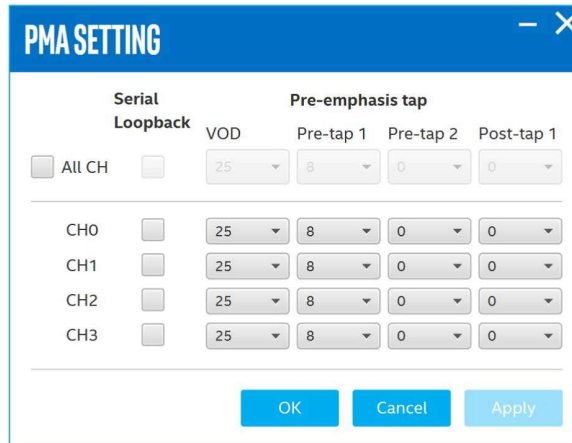 PMA SETTING
Serial Loopback
Pre-emphasis tap
VOD Pre-tap 1 Pre-tap 2 Post-tap 1
All CH 25 8 0 0
CH0 25 8 0 0
CH1 25 8 0 0
CH2 25 8 0 0
CH3 25 8 0 0
OK Cancel Apply